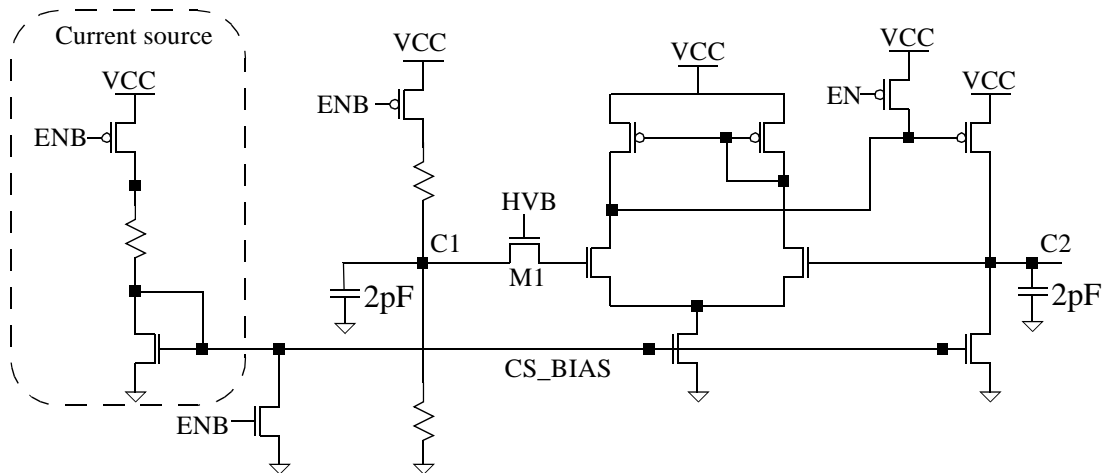 Current source
VCC
ENB
VCC
ENB
VCC
VCC
EN
VCC
HVB
C1
M1
C2
2pF
2pF
CS_BIAS
ENB